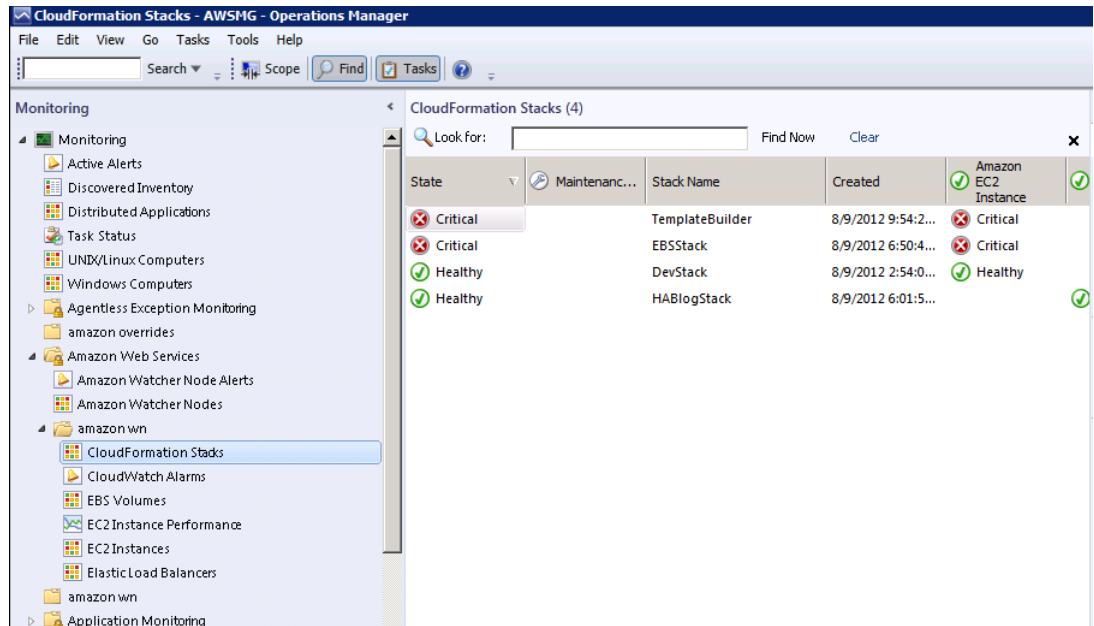 CloudFormation Stacks - AWSMG - Operations Manager
File Edit View Go Tasks Tools Help
Search Scope Find Tasks
Monitoring
CloudFormation Stacks (4)
Look for: Find Now Clear
State Maintenanc... Stack Name Created Amazon EC2 Instance
Critical TemplateBuilder 8/9/2012 9:54:2... Critical
Critical EBSStack 8/9/2012 6:50:4... Critical
Healthy DevStack 8/9/2012 2:54:0... Healthy
Healthy HABlogStack 8/9/2012 6:01:5...
Monitoring
Active Alerts
Discovered Inventory
Distributed Applications
Task Status
UNIX/Linux Computers
Windows Computers
Agentless Exception Monitoring
amazon overrides
Amazon Web Services
Amazon Watcher Node Alerts
Amazon Watcher Nodes
amazon wn
CloudFormation Stacks
CloudWatch Alarms
EBS Volumes
EC2 Instance Performance
EC2 Instances
Elastic Load Balancers
amazon wn
Application Monitoring